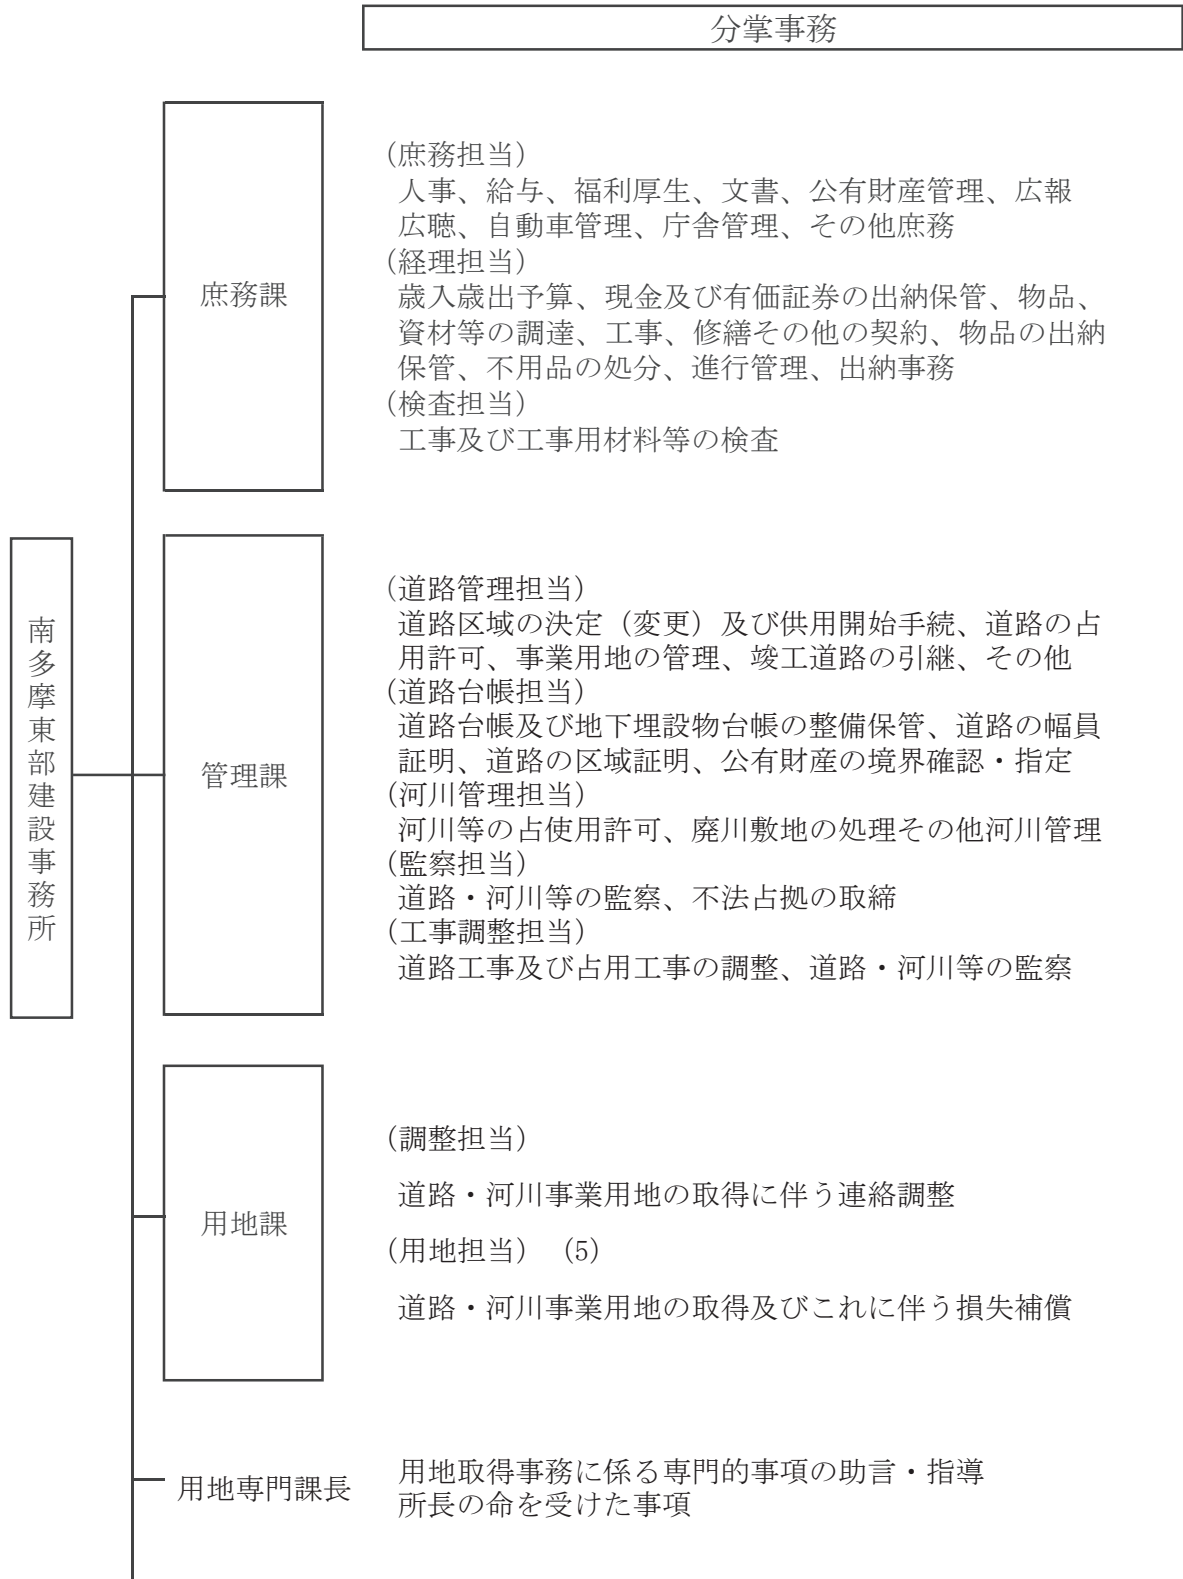 分掌事務
南多摩東部建設事務所
庶務課
(庶務担当)
人事、給与、福利厚生、文書、公有財産管理、広報
広聴、自動車管理、庁舎管理、その他庶務
(経理担当)
歳入歳出予算、現金及び有価証券の出納保管、物品、
資材等の調達、工事、修繕その他の契約、物品の出納
保管、不用品の処分、進行管理、出納事務
(検査担当)
工事及び工事用材料等の検査
管理課
(道路管理担当)
道路区域の決定（変更）及び供用開始手続、道路の占
用許可、事業用地の管理、竣工道路の引継、その他
(道路台帳担当)
道路台帳及び地下埋設物台帳の整備保管、道路の幅員
証明、道路の区域証明、公有財産の境界確認・指定
(河川管理担当)
河川等の占使用許可、廃川敷地の処理その他河川管理
(監察担当)
道路・河川等の監察、不法占拠の取締
(工事調整担当)
道路工事及び占用工事の調整、道路・河川等の監察
用地課
(調整担当)
道路・河川事業用地の取得に伴う連絡調整
(用地担当) (5)
道路・河川事業用地の取得及びこれに伴う損失補償
用地専門課長
用地取得事務に係る専門的事項の助言・指導
所長の命を受けた事項